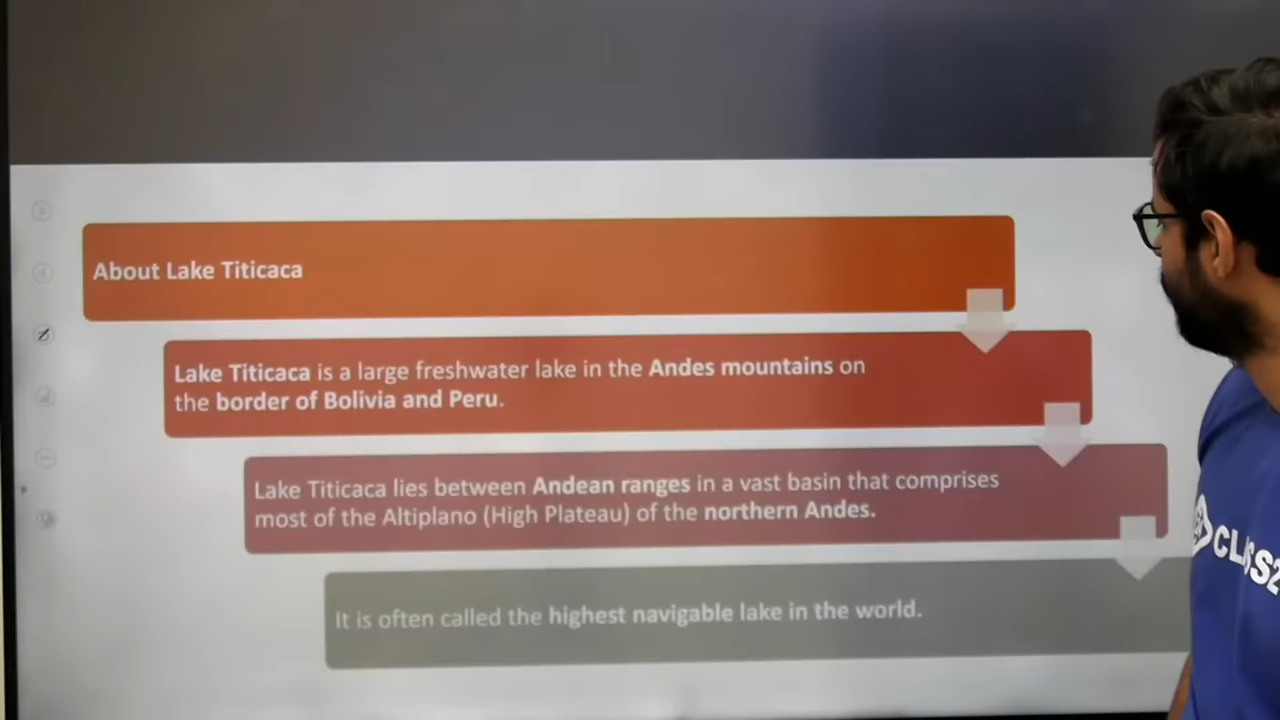 About Lake Titicaca
Lake Titicaca is a large freshwater lake in the Andes mountains on
the border of Bolivia and Peru.
Lake Titicaca lies between Andean ranges in a vast basin that comprises
most of the Altiplano (High Plateau) of the northern Andes.
It is often called the highest navigable lake in the world.